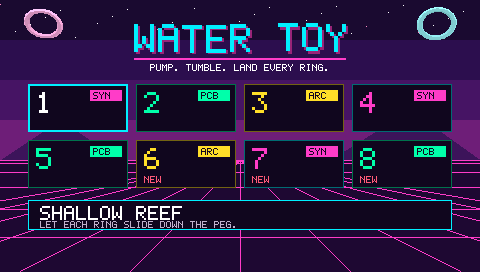 WATER TOY
PUMP. TUMBLE. LAND EVERY RING.
1 SYN 2 PCB 3 ARC 4 SYN
5 PCB 6 ARC 7 SYN 8 PCB
NEW NEW NEW
SHALLOW REEF
LET EACH RING SLIDE DOWN THE PEG.